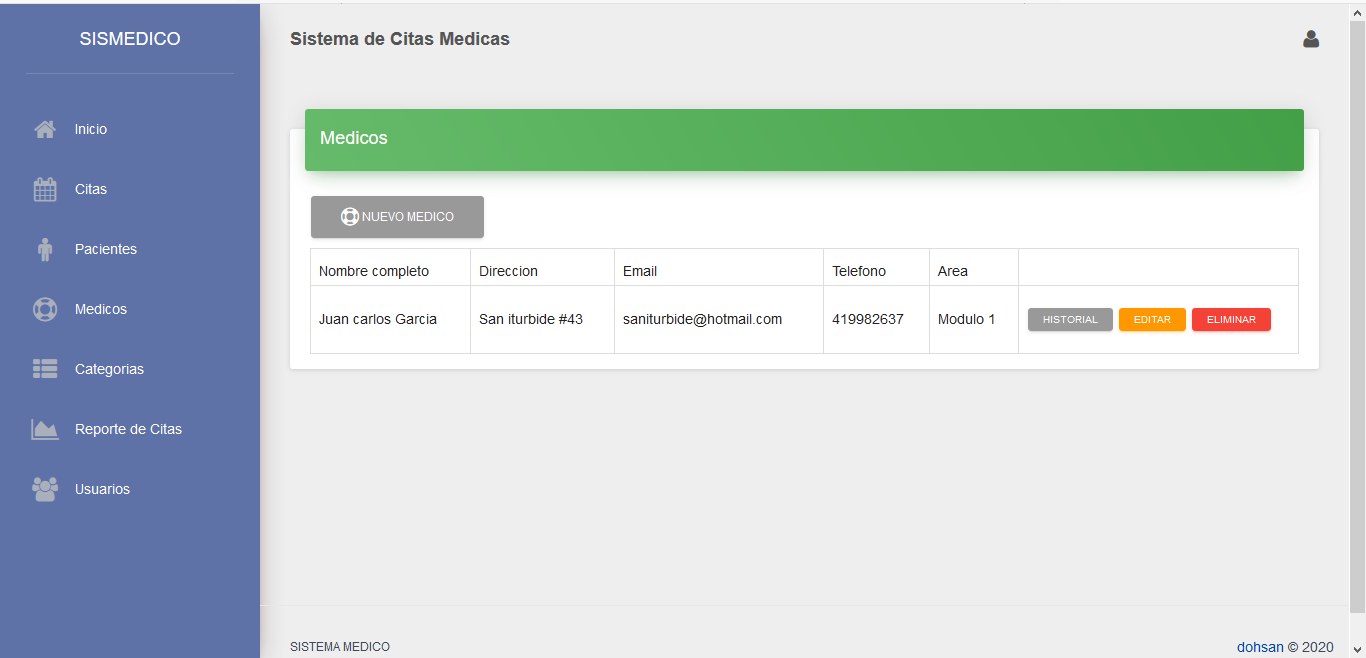 SISMEDICO
Sistema de Citas Medicas
Inicio
Citas
Pacientes
Medicos
Categorias
Reporte de Citas
Usuarios
Medicos
NUEVO MEDICO
Nombre completo Direccion Email Telefono Area
Juan carlos Garcia San iturbide #43 saniturbide@hotmail.com 419982637 Modulo 1 HISTORIAL EDITAR ELIMINAR
SISTEMA MEDICO
dohsan © 2020